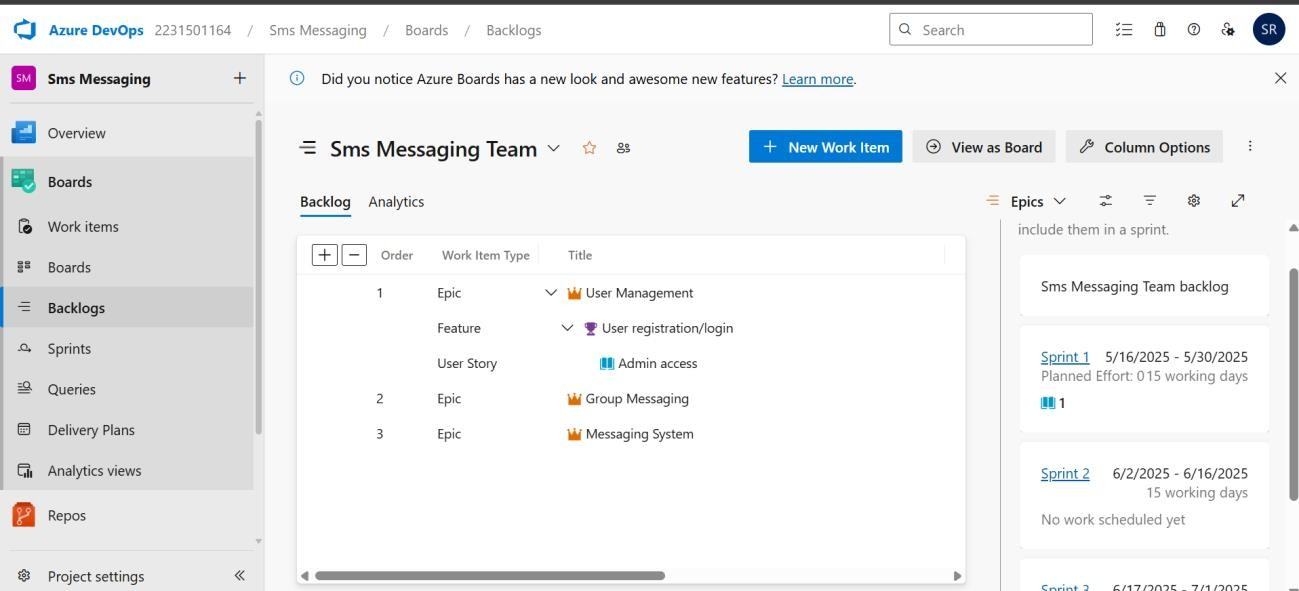 Azure DevOps 2231501164 / Sms Messaging / Boards / Backlogs Search SR
SM Sms Messaging +
Did you notice Azure Boards has a new look and awesome new features? Learn more.
Overview
Boards
Work items
Boards
Backlogs
Sprints
Queries
Delivery Plans
Analytics views
Repos
Project settings
Sms Messaging Team
New Work Item View as Board Column Options
Backlog Analytics Epics
Order Work Item Type Title
1 Epic User Management
Feature User registration/login
User Story Admin access
2 Epic Group Messaging
3 Epic Messaging System
include them in a sprint.
Sms Messaging Team backlog
Sprint 1 5/16/2025 - 5/30/2025
Planned Effort: 0 15 working days
1
Sprint 2 6/2/2025 - 6/16/2025
15 working days
No work scheduled yet
Sprint 3 6/17/2025 - 7/1/2025